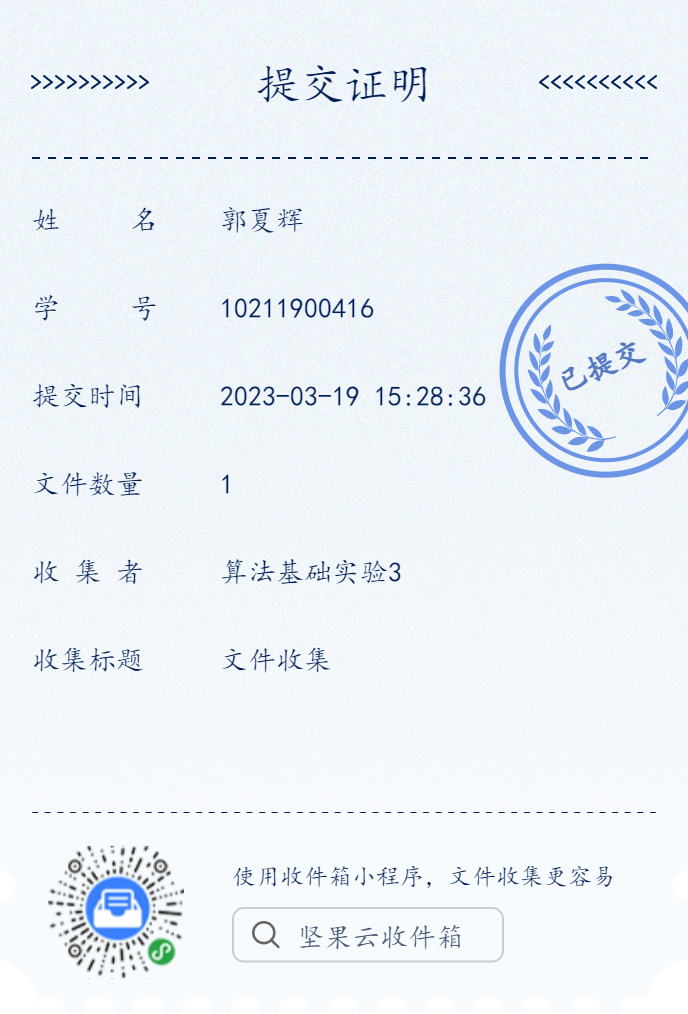 >>>>>>>>>> 提交证明 <<<<<<<<<<
姓 名 郭夏辉
学 号 10211900416
已提交
提交时间 2023-03-19 15:28:36
文件数量 1
收 集 者 算法基础实验3
收集标题 文件收集
使用收件箱小程序，文件收集更容易
坚果云收件箱